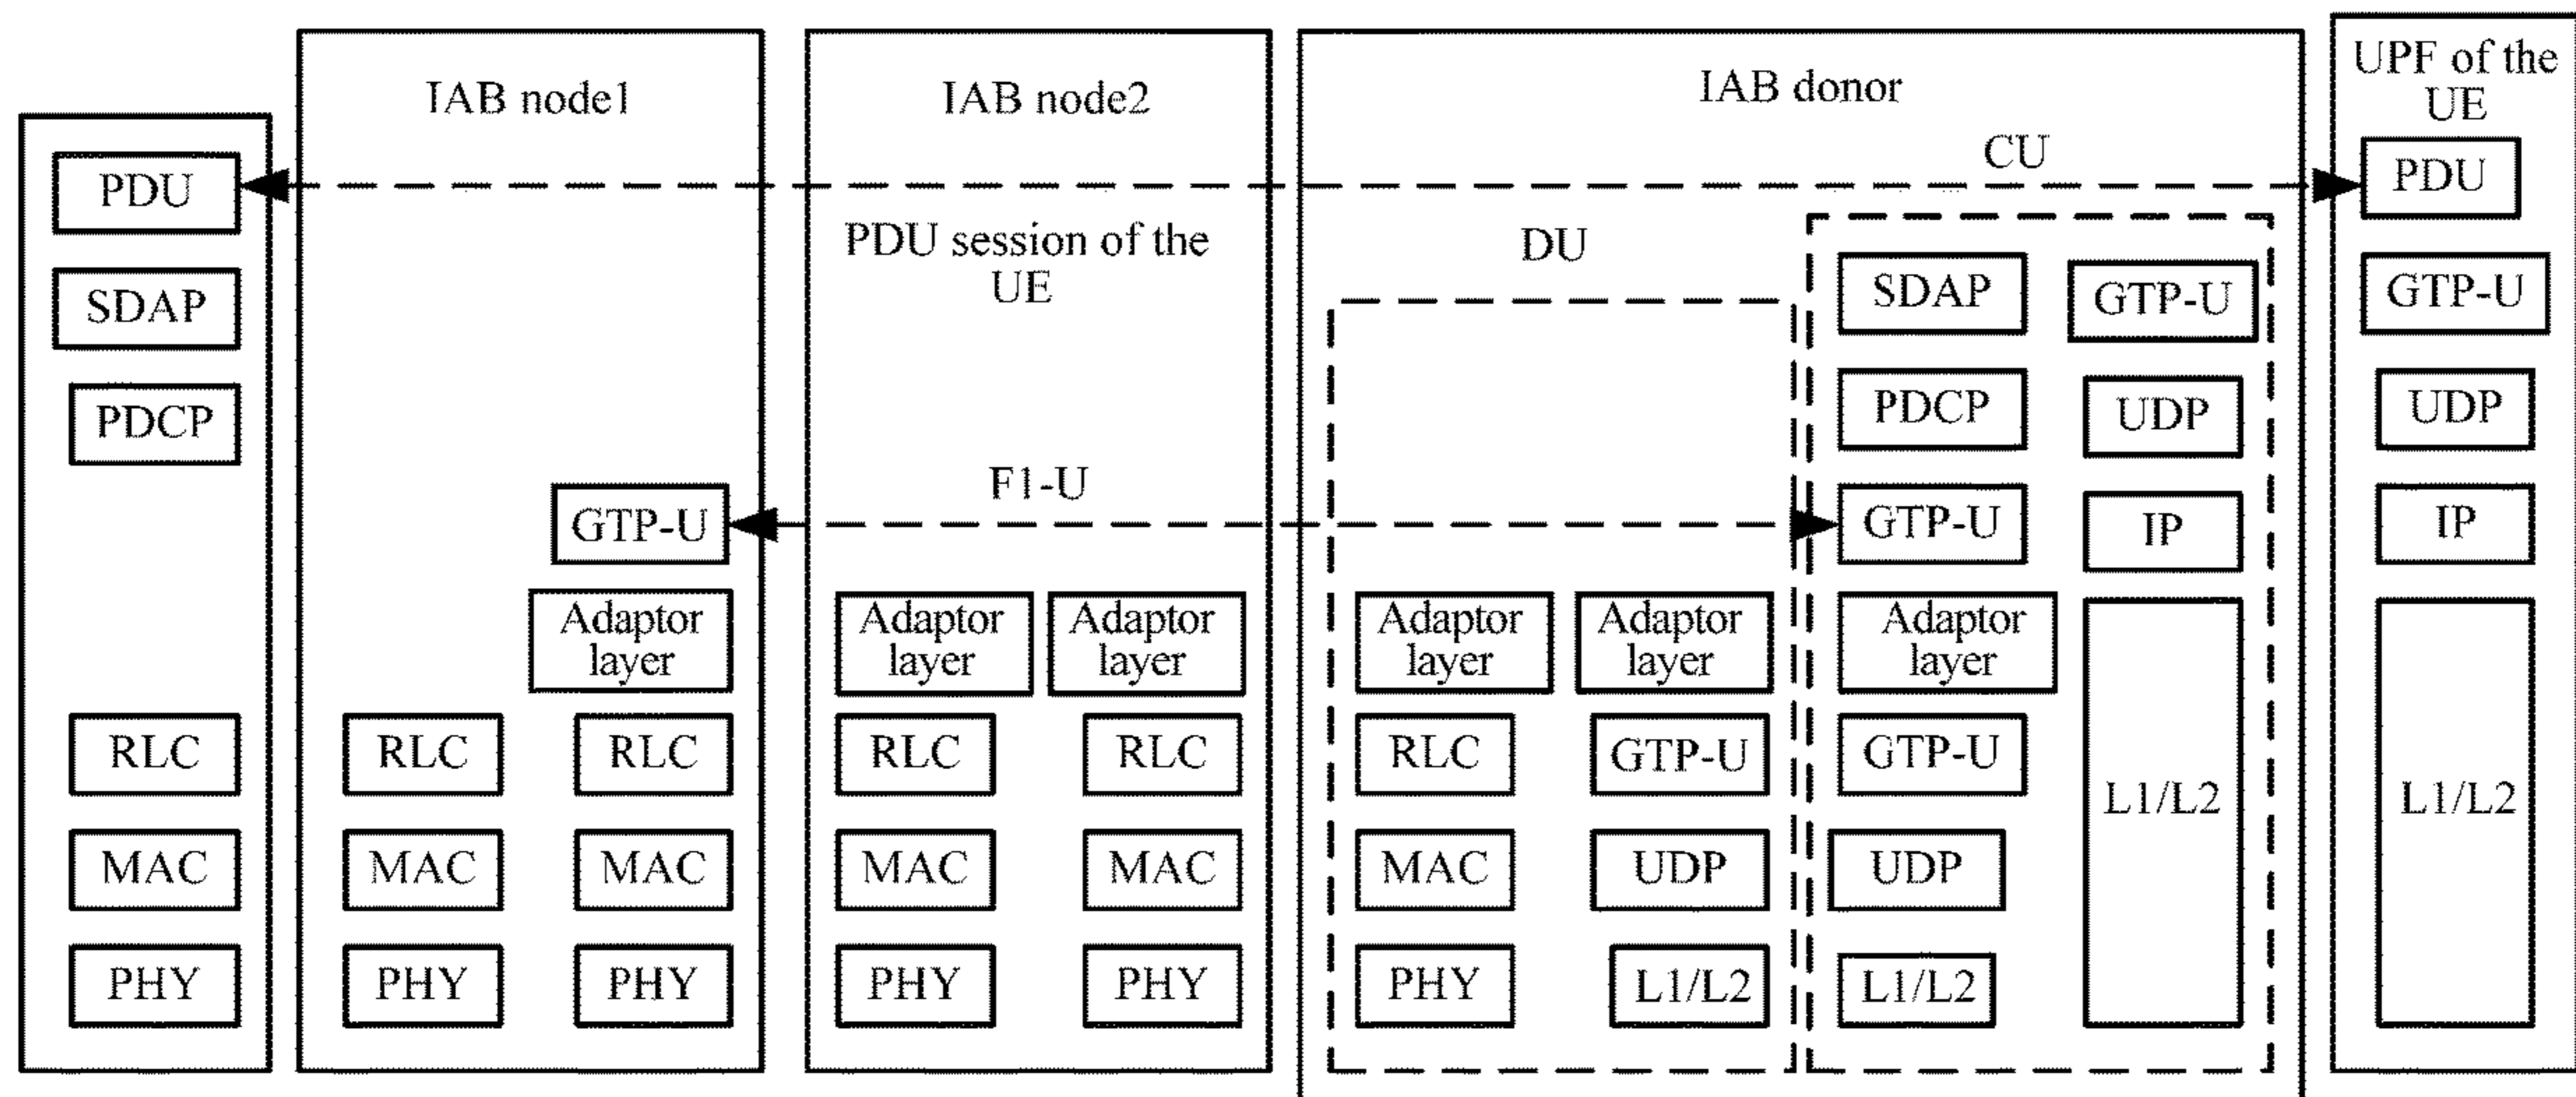 PDU
SDAP
PDCP
RLC
MAC
PHY
IAB node1
GTP-U
Adaptor
layer
RLC
RLC
MAC
MAC
PHY
PHY
IAB node2
PDU session of the
UE
F1-U
Adaptor
layer
Adaptor
layer
RLC
RLC
MAC
MAC
PHY
PHY
IAB donor
DU
Adaptor
layer
Adaptor
layer
RLC
GTP-U
MAC
UDP
PHY
L1/L2
CU
SDAP
GTP-U
PDCP
UDP
GTP-U
IP
Adaptor
layer
GTP-U
L1/L2
UDP
L1/L2
UPF of the
UE
PDU
GTP-U
UDP
IP
L1/L2